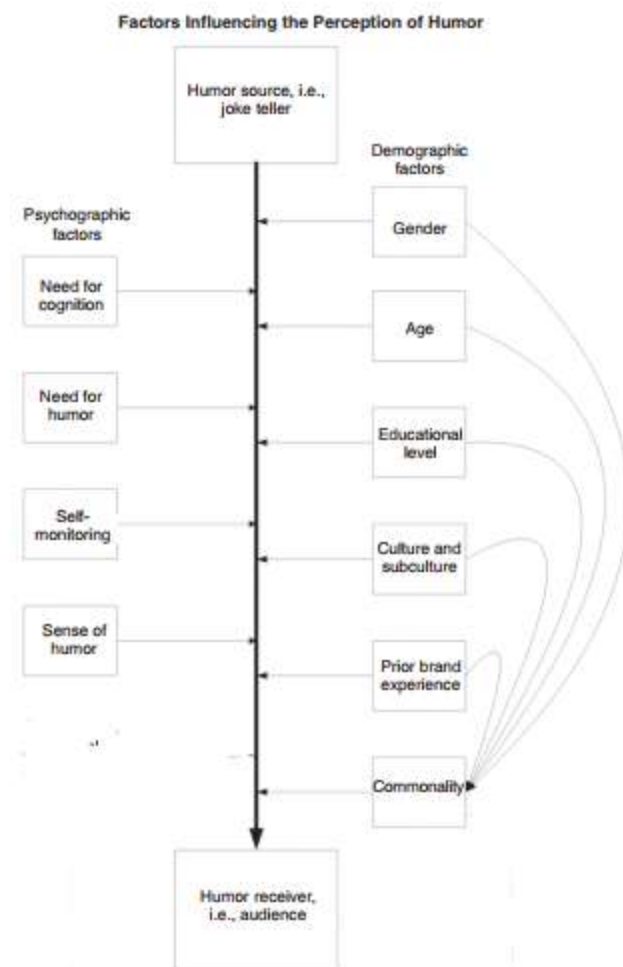 Factors Influencing the Perception of Humor
Humor source, i.e.,
joke teller
Demographic
factors
Gender
Psychographic
factors
Need for
cognition
Age
Need for
humor
Educational
level
Self-
monitoring
Culture and
subculture
Sense of
humor
Prior brand
experience
Commonality
Humor receiver,
i.e., audience